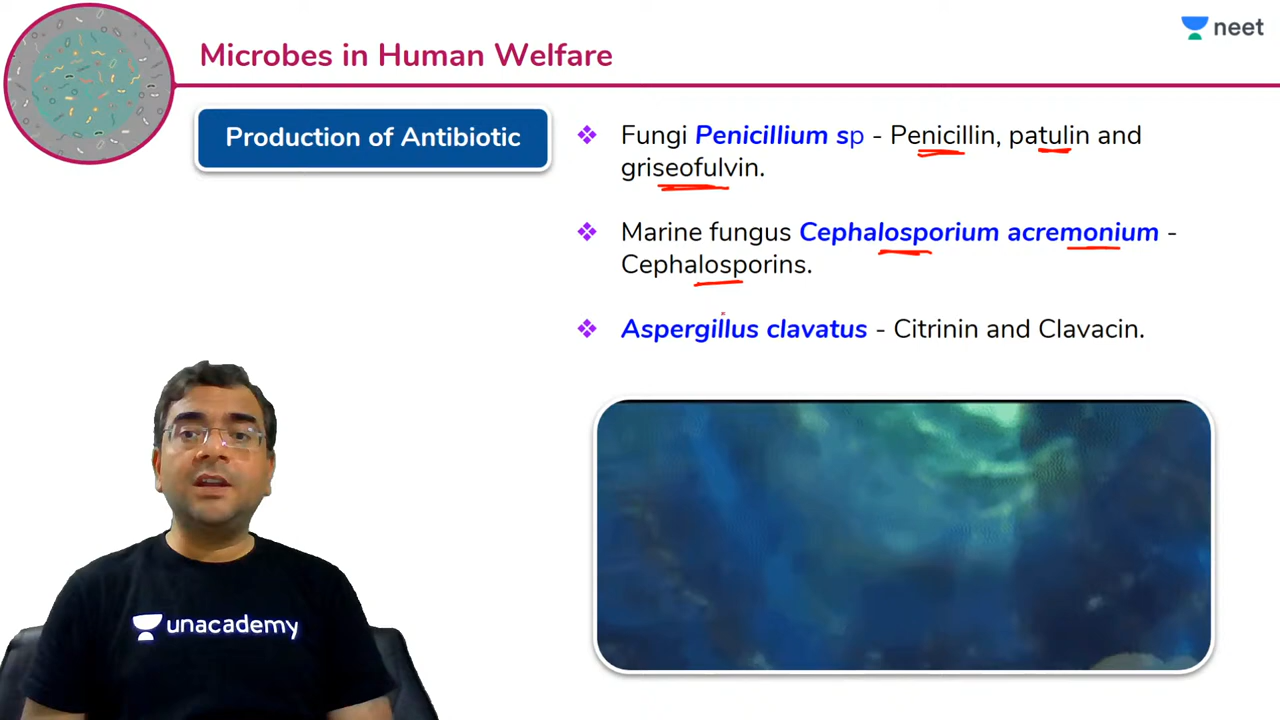 Microbes in Human Welfare
neet
Production of Antibiotic
❖ Fungi Penicillium sp - Penicillin, patulin and
griseofulvin.
❖ Marine fungus Cephalosporium acremonium -
Cephalosporins.
❖ Aspergillus clavatus - Citrinin and Clavacin.
unacademy